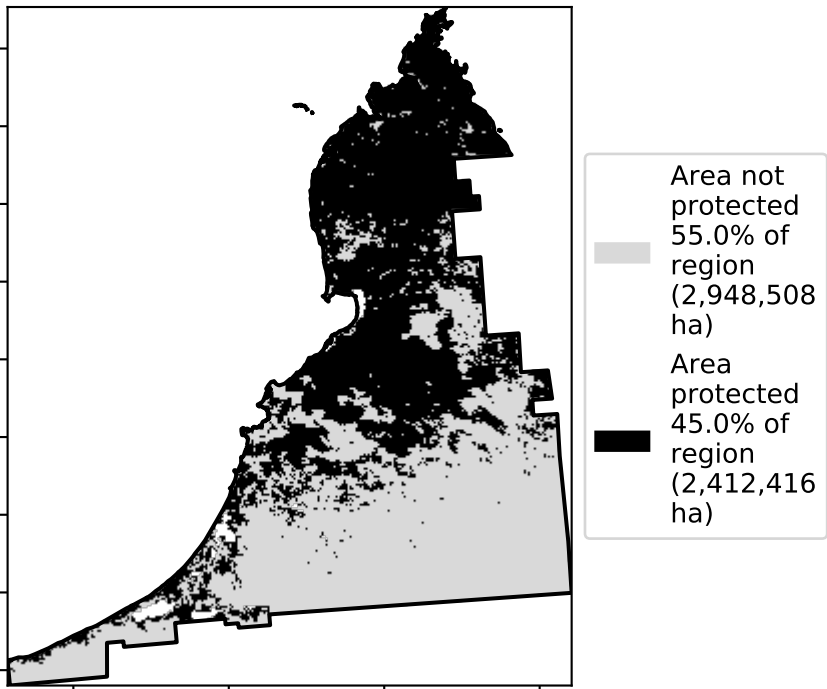 Area not
protected
55.0% of
region
(2,948,508
ha)
Area
protected
45.0% of
region
(2,412,416
ha)